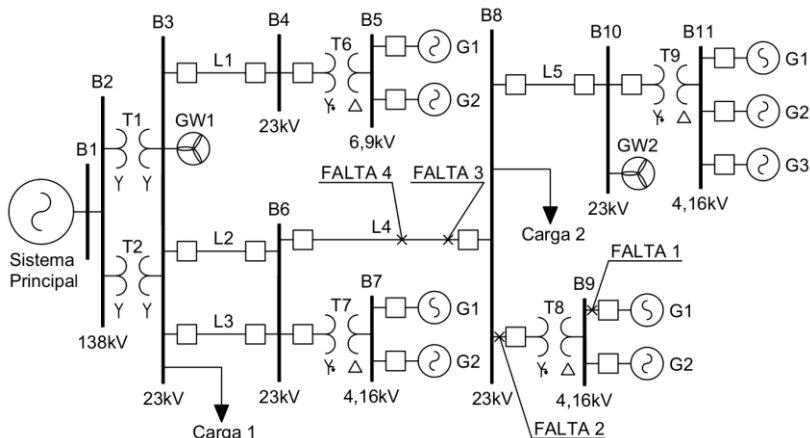 B1
Sistema
Principal
B2
138kV
T1
T2
B3
GW1
23kV
Carga 1
L1
L2
L3
B4
23kV
T6
B5
G1
G2
6,9kV
FALTA 4
FALTA 3
B6
L4
23kV
T7
B7
G1
G2
4,16kV
B8
23kV
Carga 2
L5
B10
GW2
23kV
T9
B11
G1
G2
G3
4,16kV
FALTA 1
T8
B9
G1
G2
4,16kV
FALTA 2